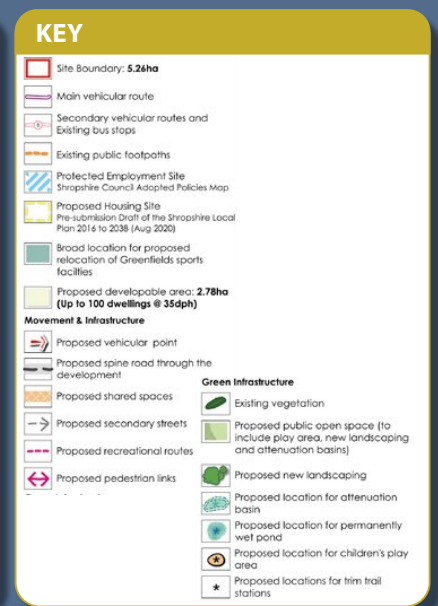 KEY
Site Boundary: 5.26ha
Main vehicular route
Secondary vehicular routes and
Existing bus stops
Existing public footpaths
Protected Employment Site
Shropshire Council Adopted Policies Map
Proposed Housing Site
Pre-submission Draft of the Shropshire Local
Plan 2016 to 2038 (Aug 2020)
Broad location for proposed
relocation of Greenfields sports
facilties
Proposed developable area: 2.78ha
(Up to 100 dwellings @ 35dph)
Movement & Infrastructure
Proposed vehicular point
Proposed spine road through the
development
Proposed shared spaces
Proposed secondary streets
Proposed recreational routes
Proposed pedestrian links
Green Infrastructure
Existing vegetation
Proposed public open space (to
include play area, new landscaping
and attenuation basins)
Proposed new landscaping
Proposed location for attenuation
basin
Proposed location for permanently
wet pond
Proposed location for children's play
area
Proposed locations for trim trail
stations